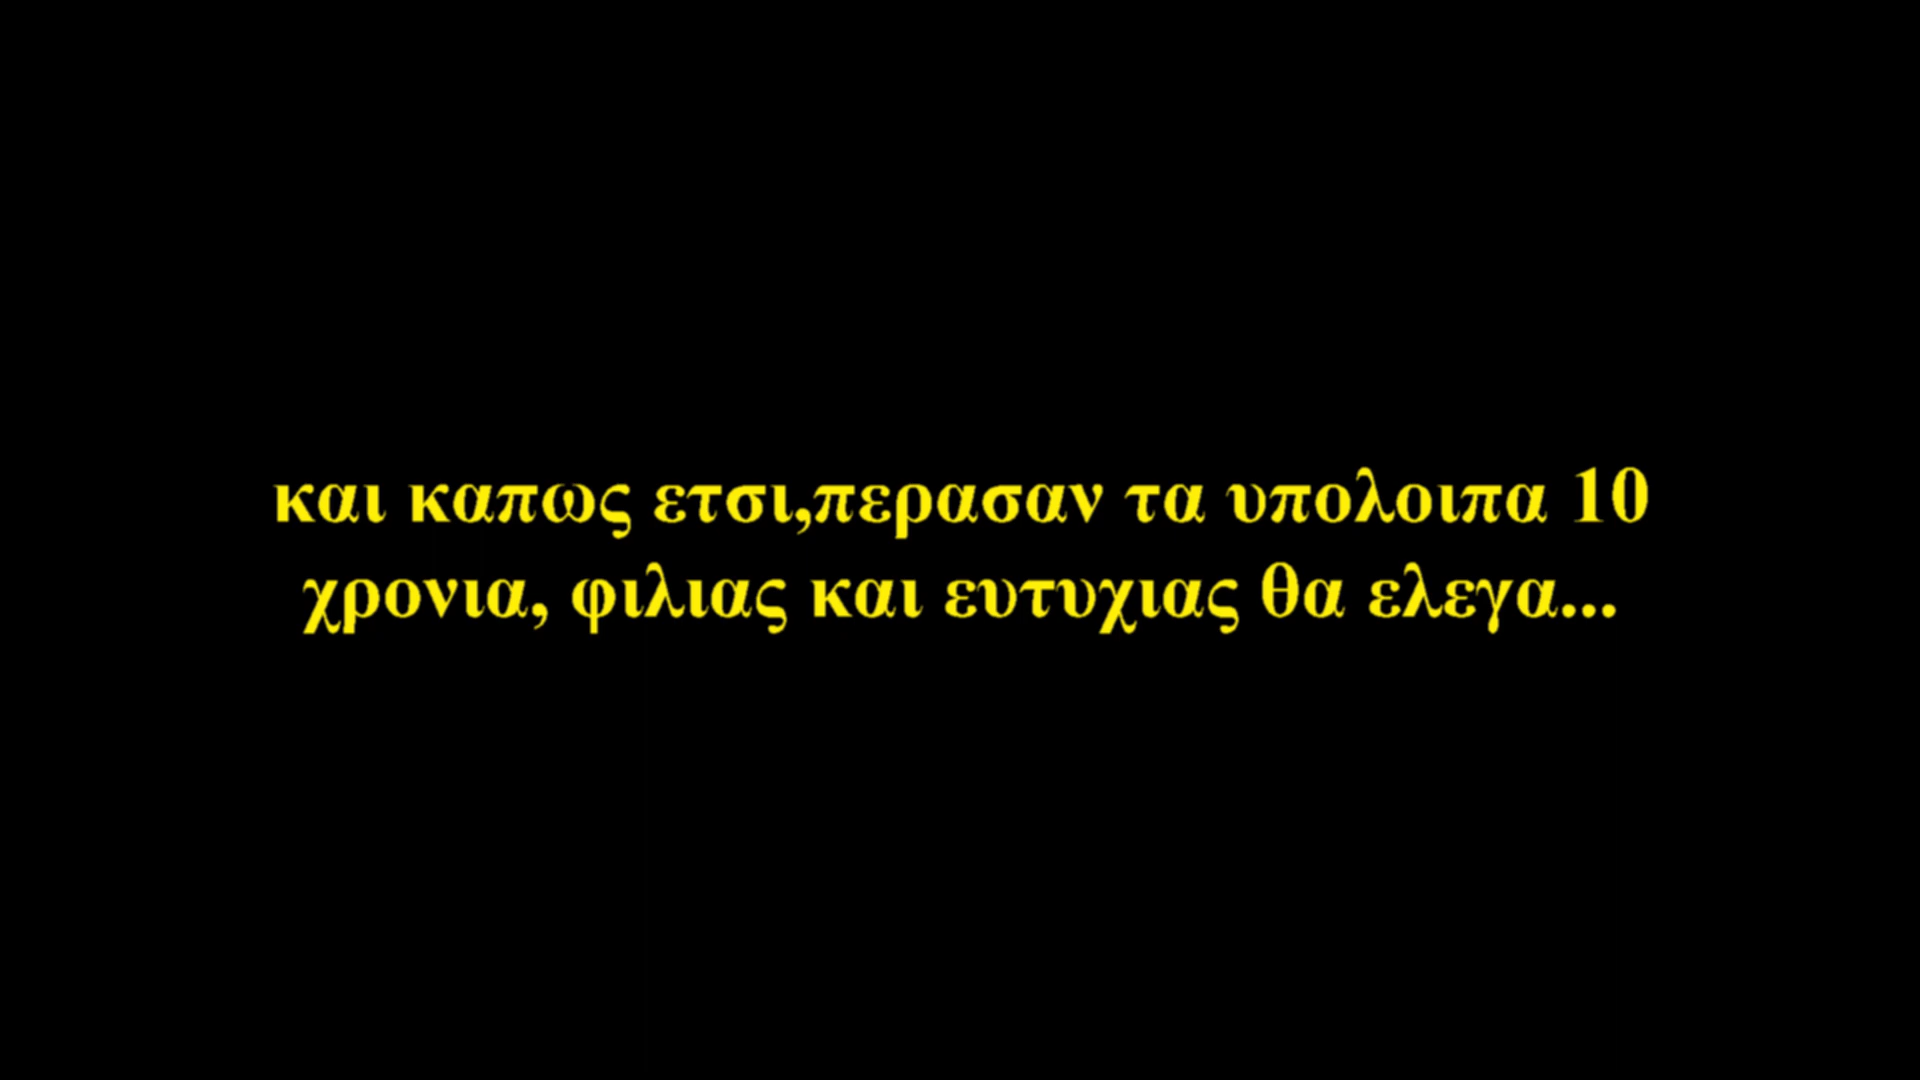 και καπως ετσι,περασαν τα υπολοιπα 10
χρονια, φιλιας και ευτυχιας θα ελεγα...